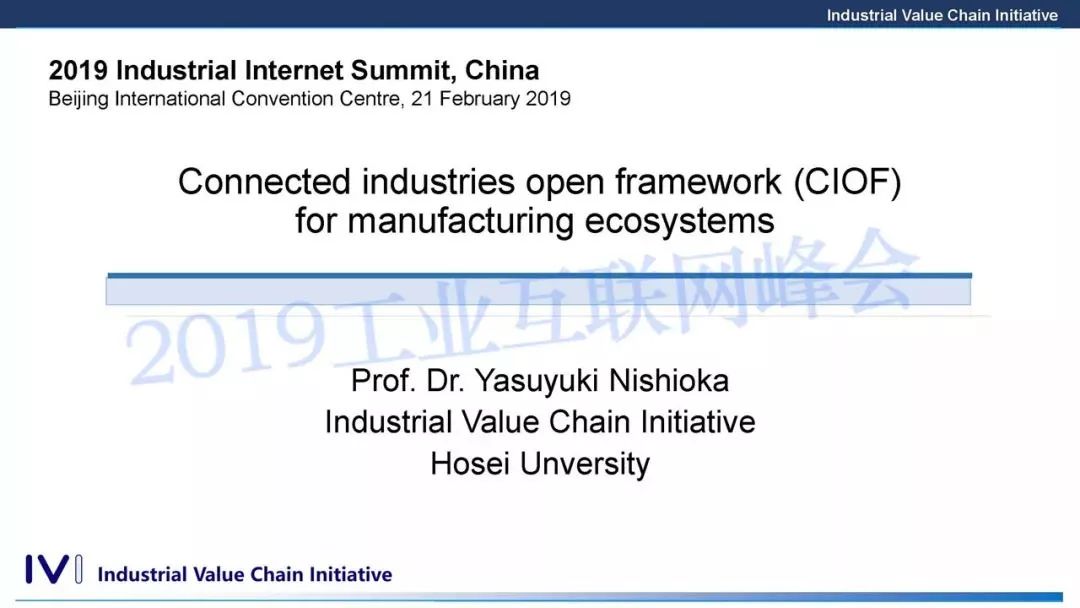 Industrial Value Chain Initiative
2019 Industrial Internet Summit, China
Beijing International Convention Centre, 21 February 2019
Connected industries open framework (CIOF)
for manufacturing ecosystems
2019工业互联网峰会
Prof. Dr. Yasuyuki Nishioka
Industrial Value Chain Initiative
Hosei Unversity
IVI Industrial Value Chain Initiative